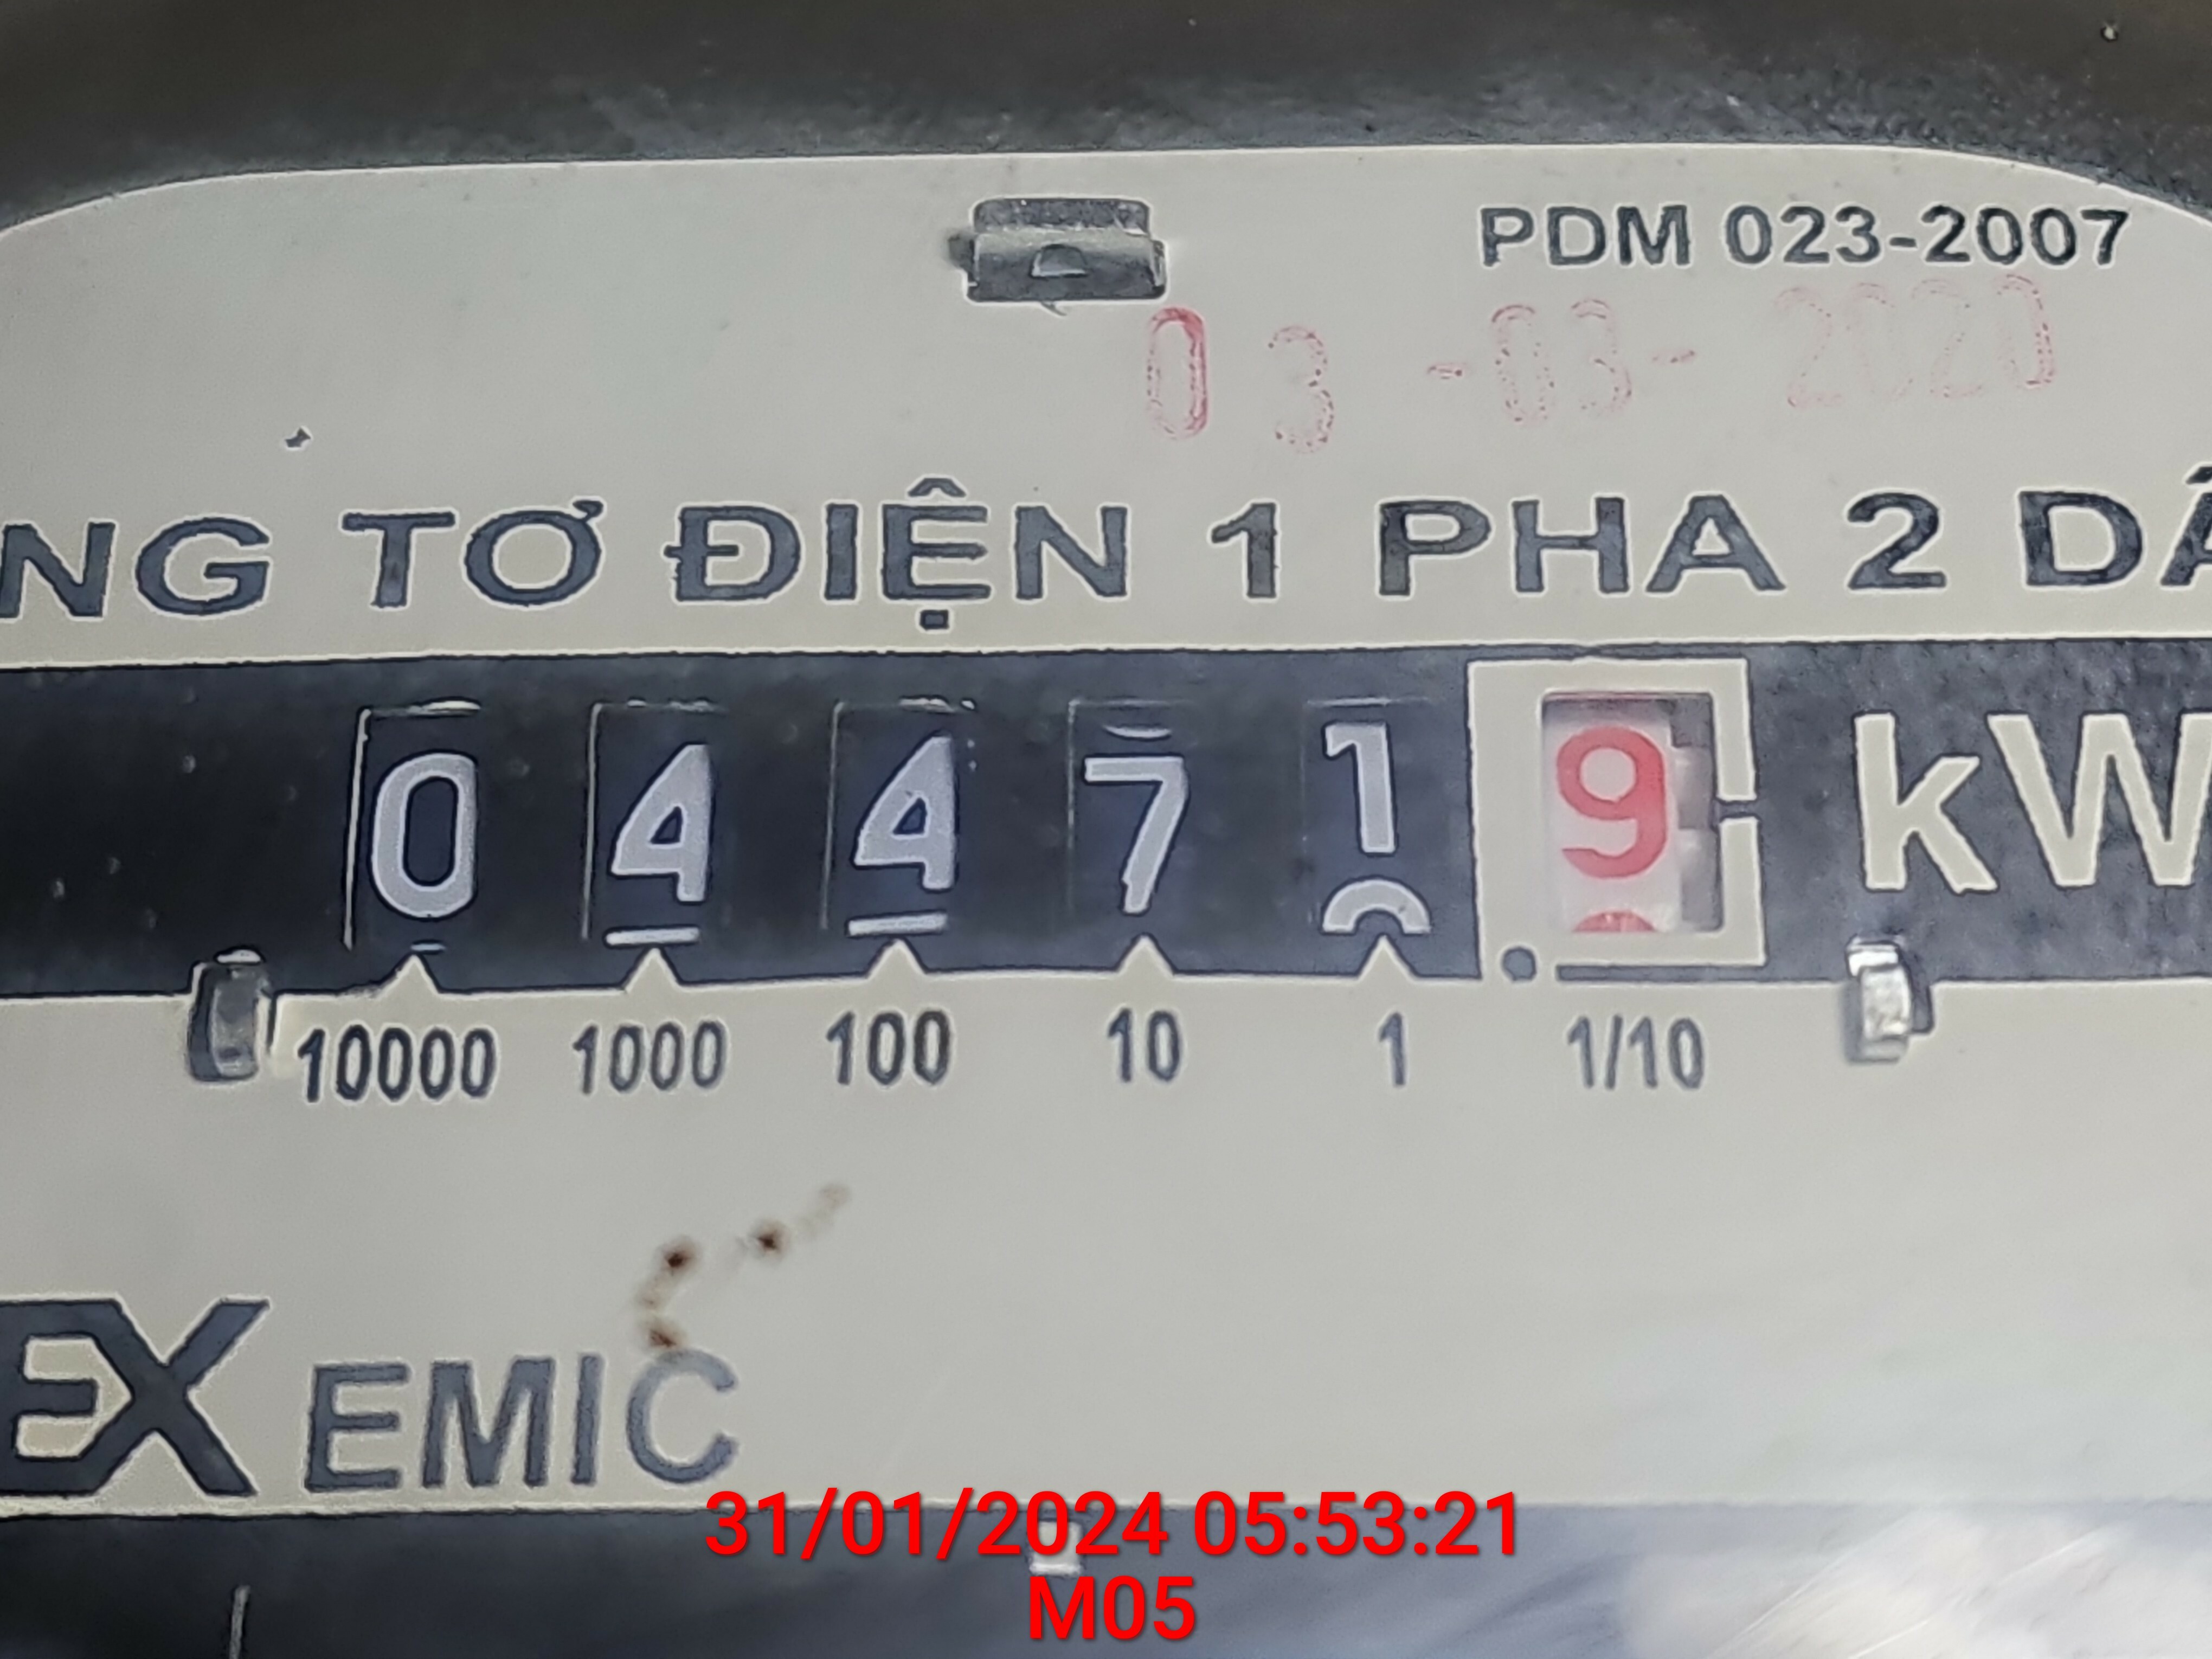 PDM 023-2007
03-03-2020
NG TƠ ĐIỆN 1 PHA 2 DÂ
0 4 4 7 1 9 kW
10000 1000 100 10 1 1/10
EX EMIC
31/01/2024 05:53:21
M05